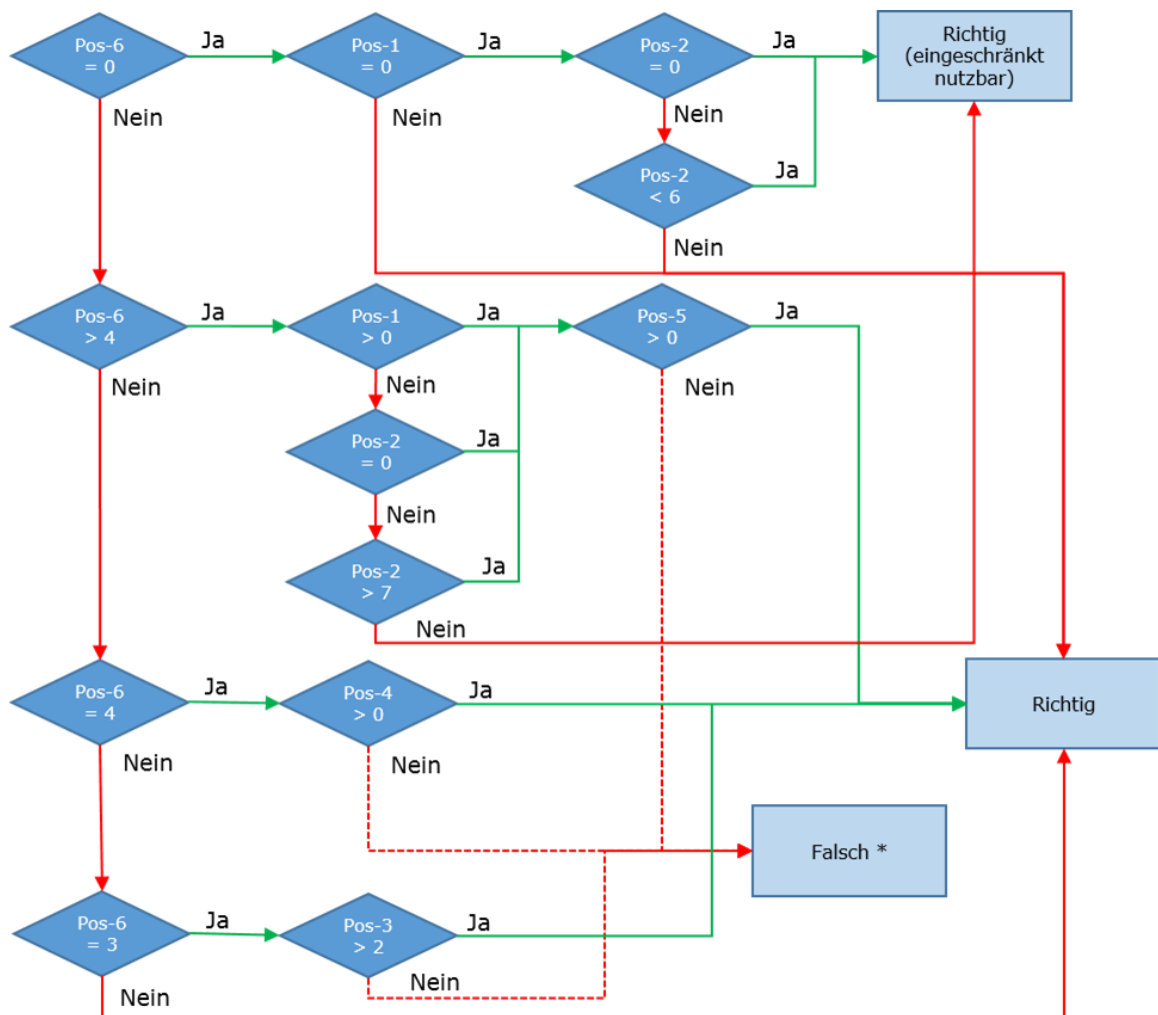 Pos-6
= 0
Ja
Pos-1
= 0
Ja
Pos-2
= 0
Ja
Richtig
(eingeschränkt
nutzbar)
Nein
Nein
Nein
Pos-2
< 6
Ja
Nein
Pos-6
> 4
Ja
Pos-1
> 0
Ja
Pos-5
> 0
Ja
Nein
Nein
Nein
Pos-2
= 0
Ja
Nein
Pos-2
> 7
Ja
Nein
Pos-6
= 4
Ja
Pos-4
> 0
Ja
Richtig
Nein
Nein
Falsch *
Pos-6
= 3
Ja
Pos-3
> 2
Ja
Nein
Nein